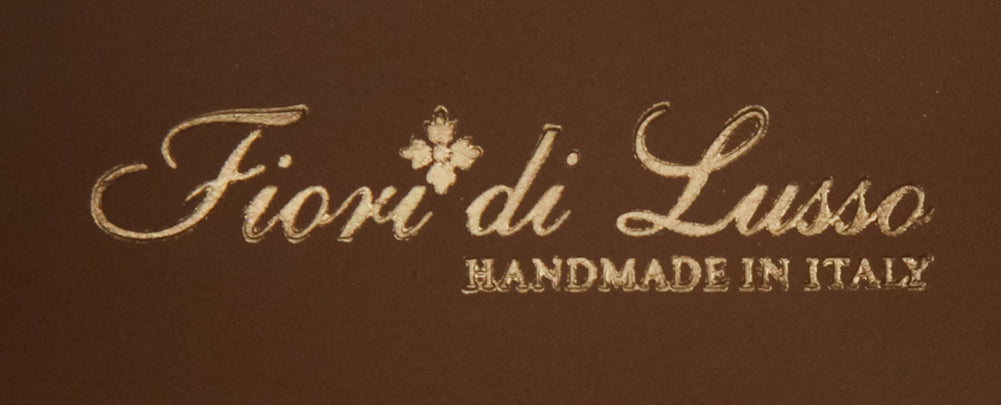 Fiori di Lusso
HANDMADE IN ITALY